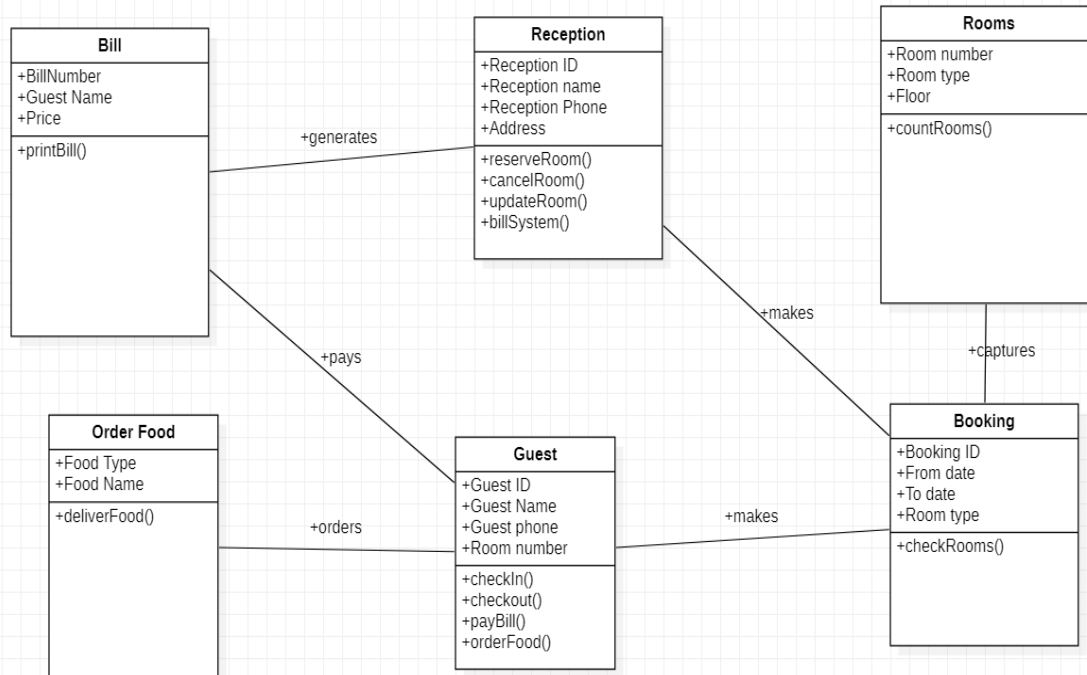 Bill
+BillNumber
+Guest Name
+Price
+printBill()
+generates
Reception
+Reception ID
+Reception name
+Reception Phone
+Address
+reserveRoom()
+cancelRoom()
+updateRoom()
+billSystem()
Rooms
+Room number
+Room type
+Floor
+countRooms()
+makes
+captures
+pays
Order Food
+Food Type
+Food Name
+deliverFood()
+orders
Guest
+Guest ID
+Guest Name
+Guest phone
+Room number
+checkIn()
+checkout()
+payBill()
+orderFood()
+makes
Booking
+Booking ID
+From date
+To date
+Room type
+checkRooms()